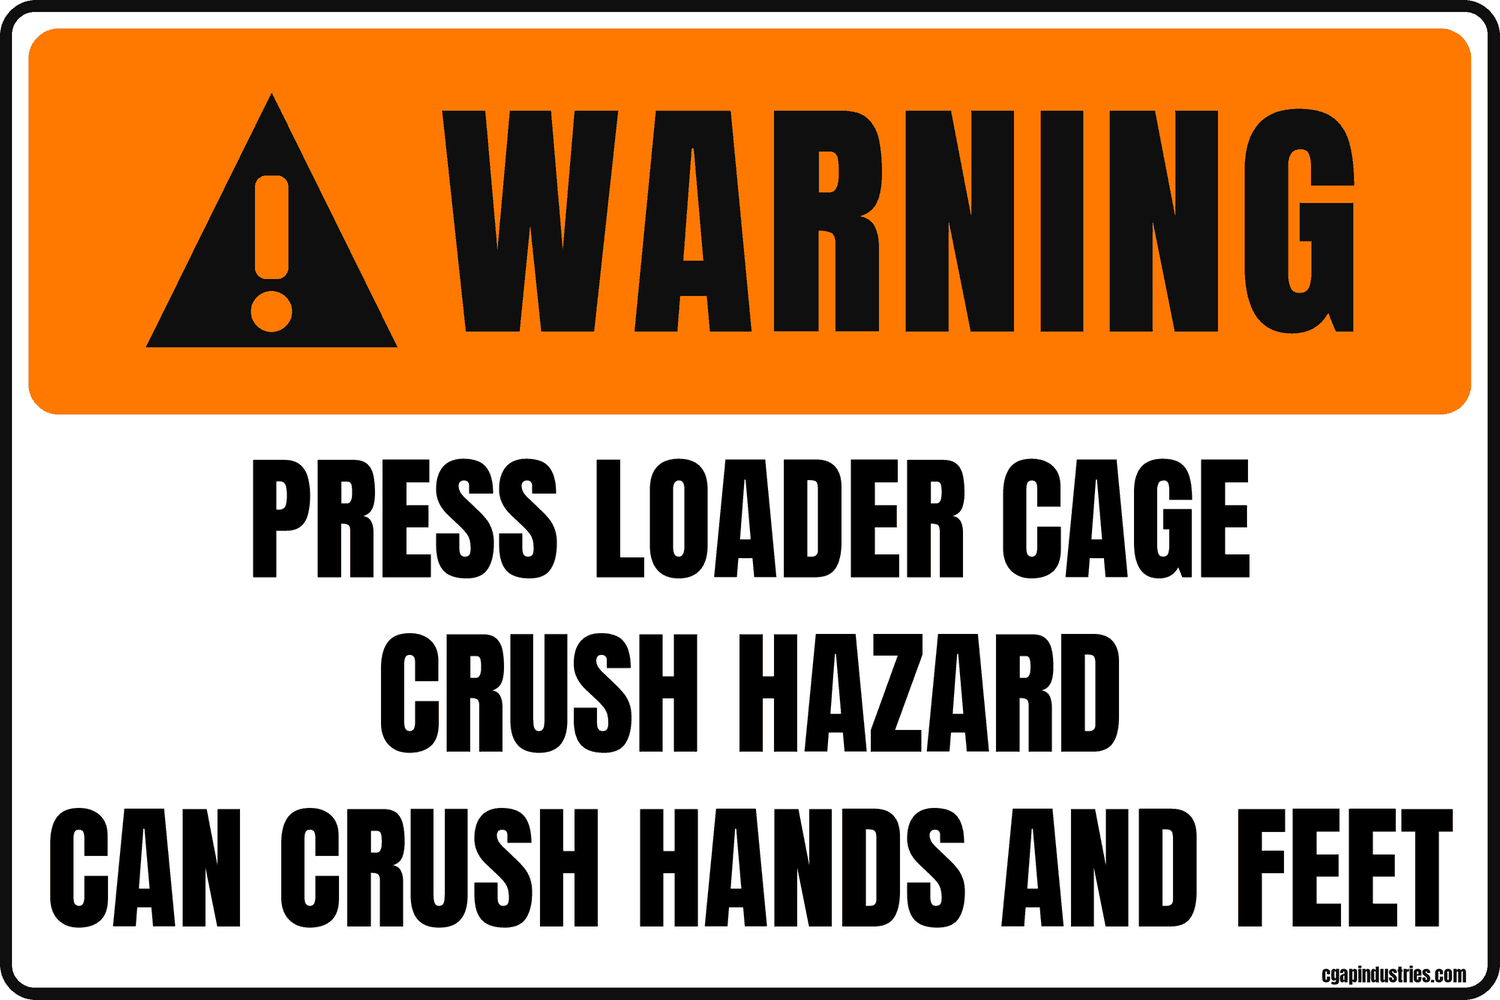 WARNING
PRESS LOADER CAGE
CRUSH HAZARD
CAN CRUSH HANDS AND FEET
cgapindustries.com